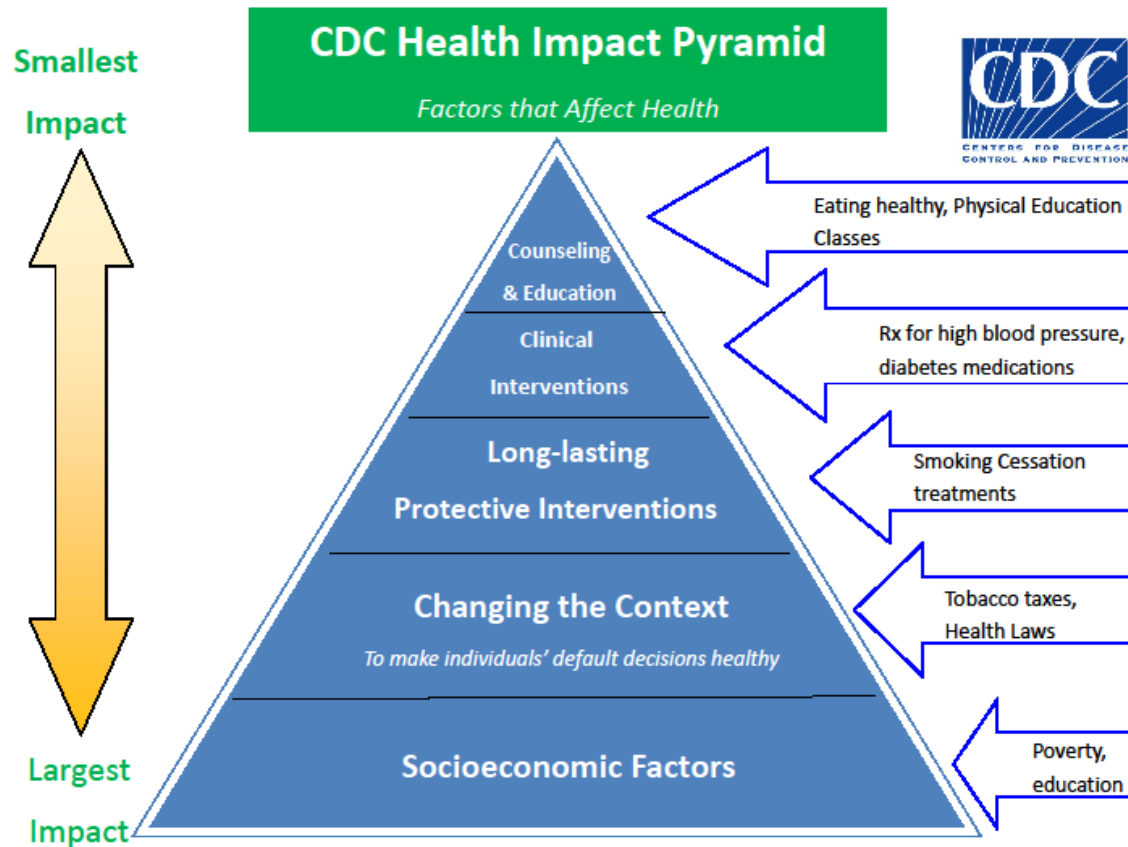 CDC Health Impact Pyramid
Factors that Affect Health
Smallest
Impact
CDC
CENTERS FOR DISEASE
CONTROL AND PREVENTION
Counseling
& Education
Eating healthy, Physical Education
Classes
Clinical
Interventions
Rx for high blood pressure,
diabetes medications
Long-lasting
Protective Interventions
Smoking Cessation
treatments
Changing the Context
To make individuals’ default decisions healthy
Tobacco taxes,
Health Laws
Socioeconomic Factors
Poverty,
education
Largest
Impact